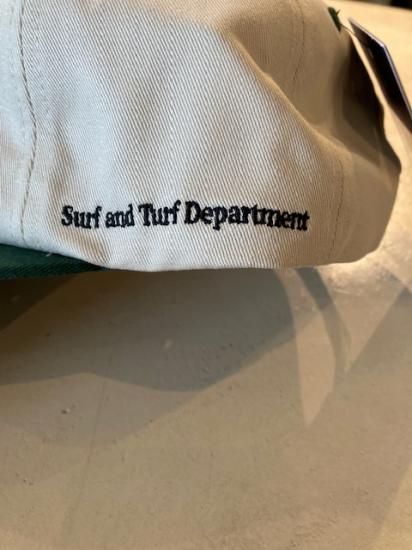 Surf and Turf Department